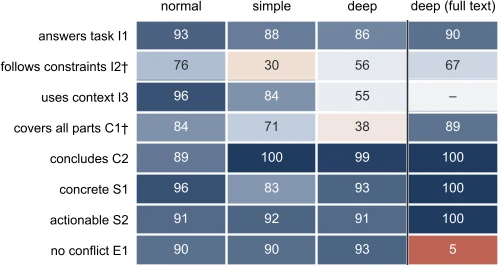 normal simple deep deep (full text)
answers task I1 93 88 86 90
follows constraints I2† 76 30 56 67
uses context I3 96 84 55 –
covers all parts C1† 84 71 38 89
concludes C2 89 100 99 100
concrete S1 96 83 93 100
actionable S2 91 92 91 100
no conflict E1 90 90 93 5